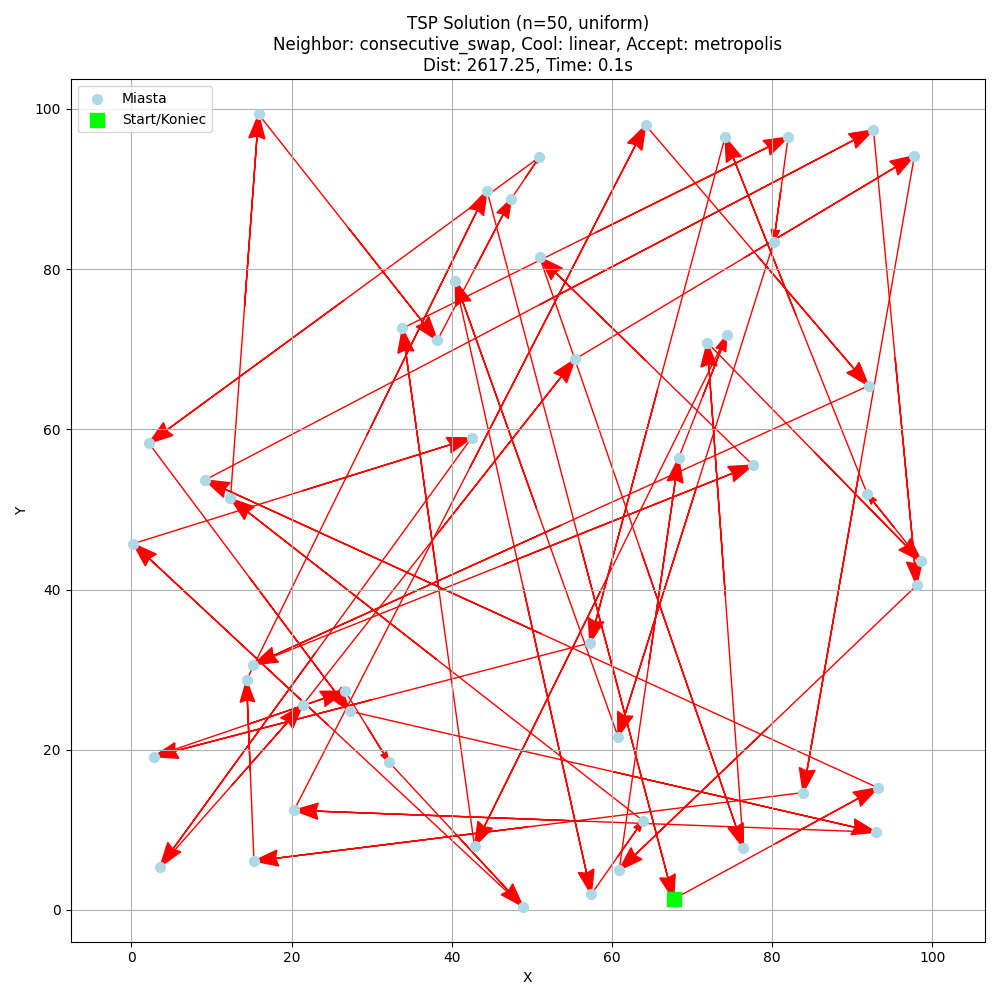 TSP Solution (n=50, uniform)
Neighbor: consecutive_swap, Cool: linear, Accept: metropolis
Dist: 2617.25, Time: 0.1s
Miasta
Start/Koniec
100
80
60
40
20
0
Y
0 20 40 60 80 100
X